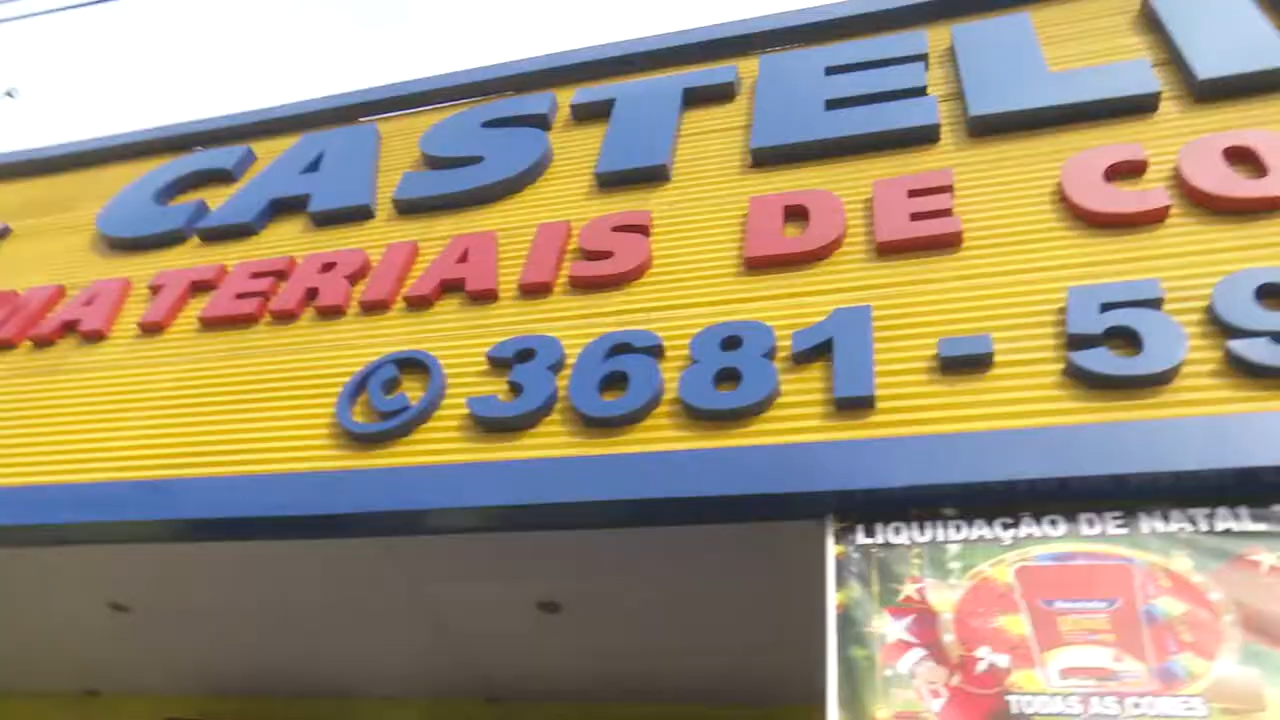 CASTEL
MATERIAIS DE CO
3681-59
LIQUIDAÇÃO DE NATAL
TODAS AS CORES